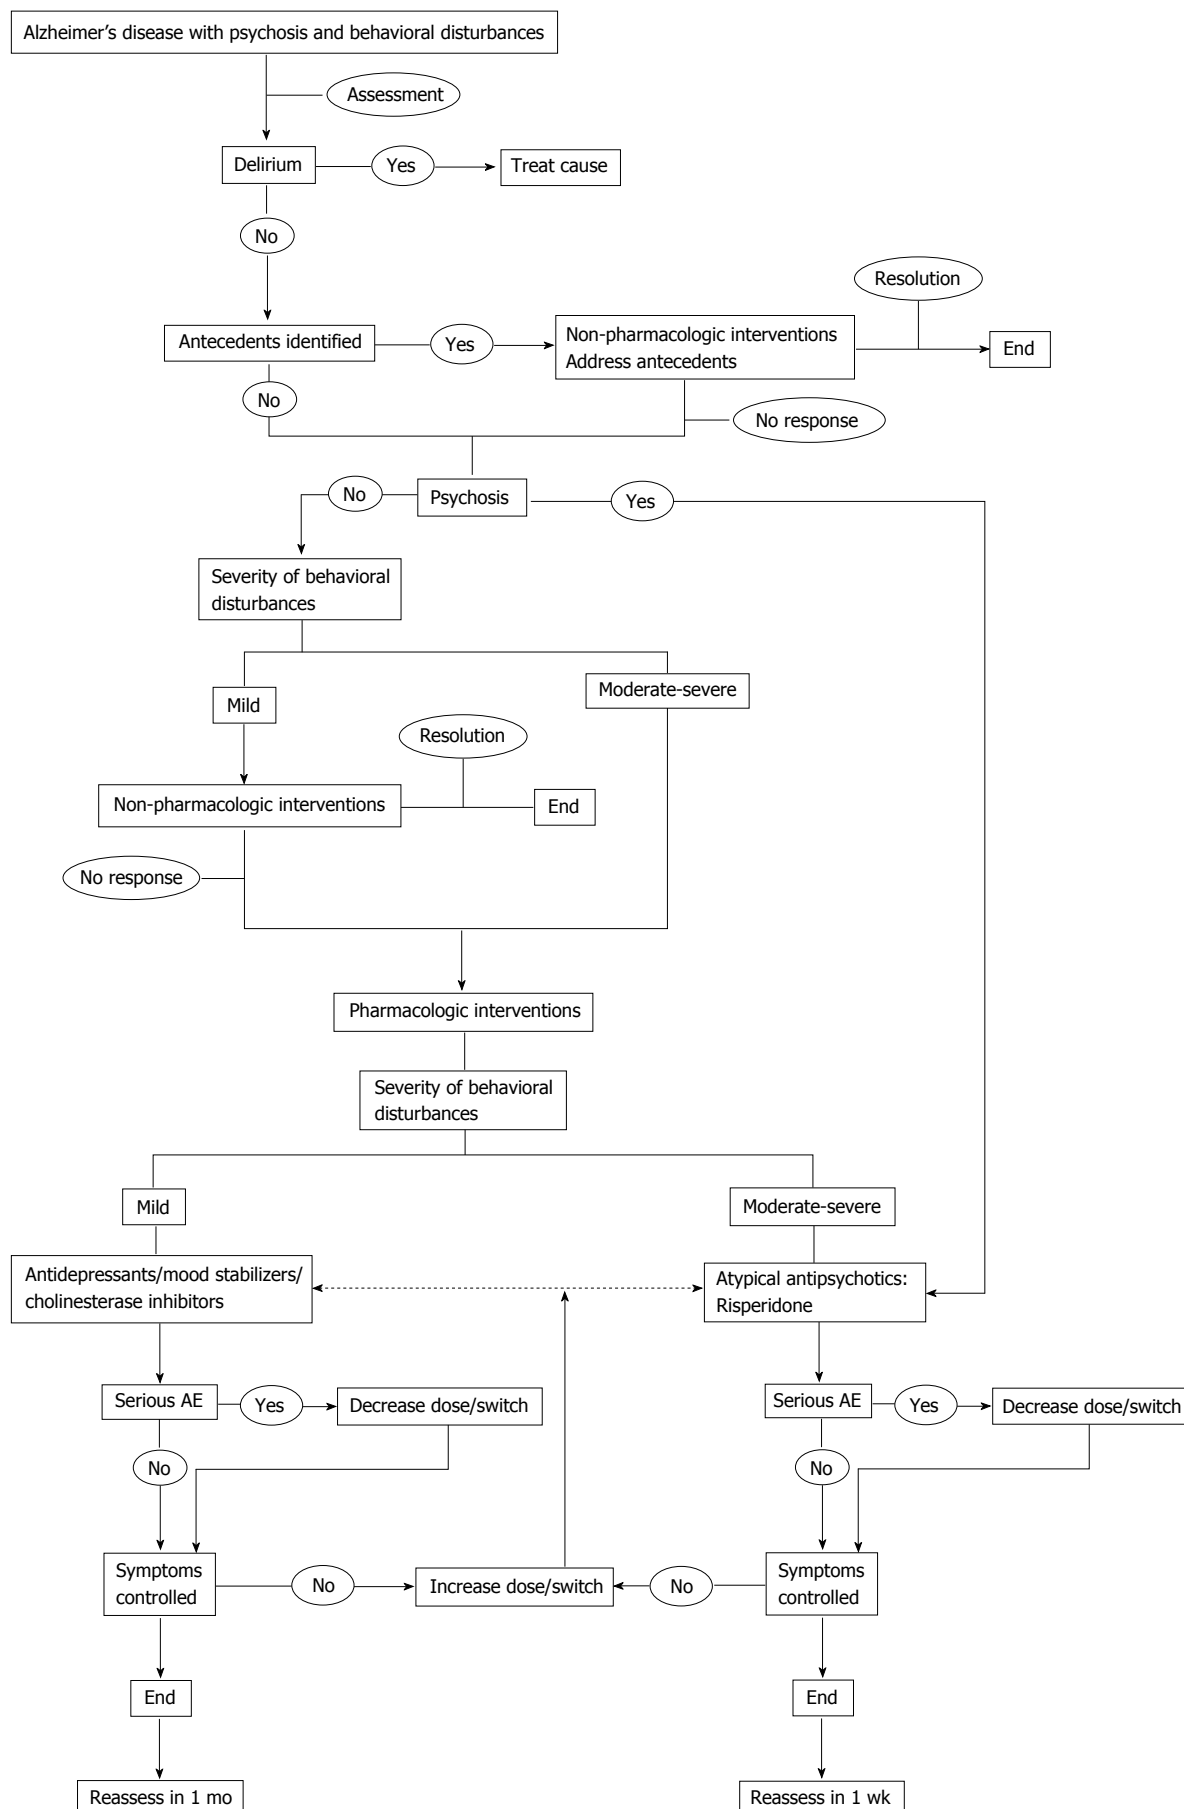 Alzheimer's disease with psychosis and behavioral disturbances
Assessment
Delirium
Yes
Treat cause
No
Resolution
Antecedents identified
Yes
Non-pharmacologic interventions
Address antecedents
End
No
No response
No
Psychosis
Yes
Severity of behavioral
disturbances
Mild
Moderate-severe
Resolution
Non-pharmacologic interventions
End
No response
Pharmacologic interventions
Severity of behavioral
disturbances
Mild
Moderate-severe
Antidepressants/mood stabilizers/
cholinesterase inhibitors
Atypical antipsychotics:
Risperidone
Serious AE
Yes
Decrease dose/switch
Serious AE
Yes
Decrease dose/switch
No
No
Symptoms
controlled
No
Increase dose/switch
No
Symptoms
controlled
End
End
Reassess in 1 mo
Reassess in 1 wk